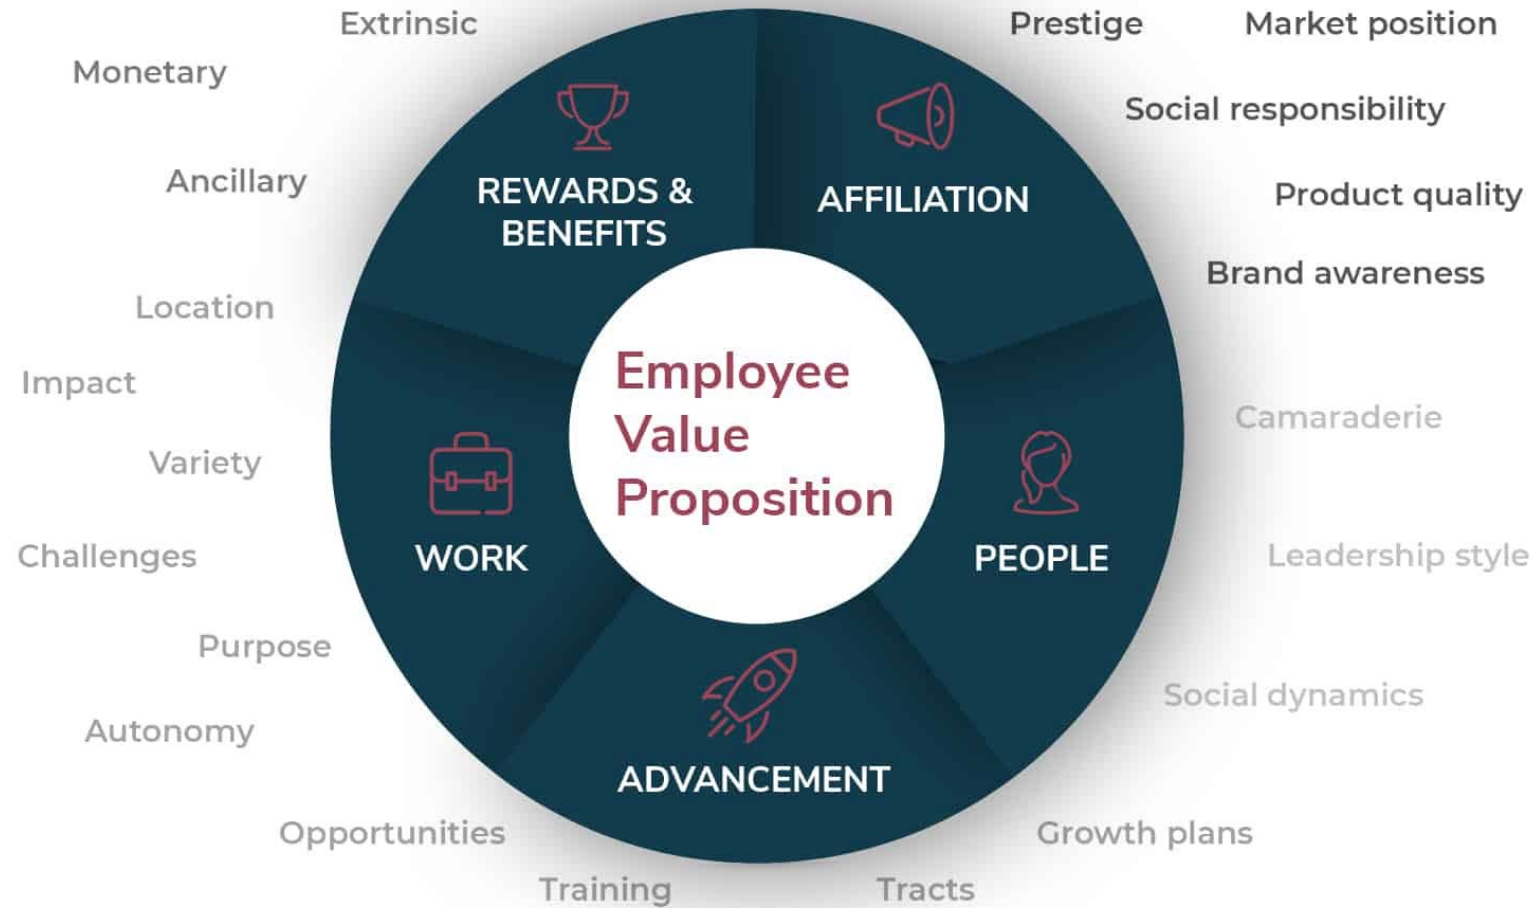 Extrinsic
Monetary
Ancillary
REWARDS &
BENEFITS
Prestige
Market position
Social responsibility
Product quality
Brand awareness
AFFILIATION
Employee
Value
Proposition
Location
Impact
Variety
Challenges
Purpose
Autonomy
WORK
Camaraderie
Leadership style
Social dynamics
PEOPLE
ADVANCEMENT
Opportunities
Training
Tracts
Growth plans